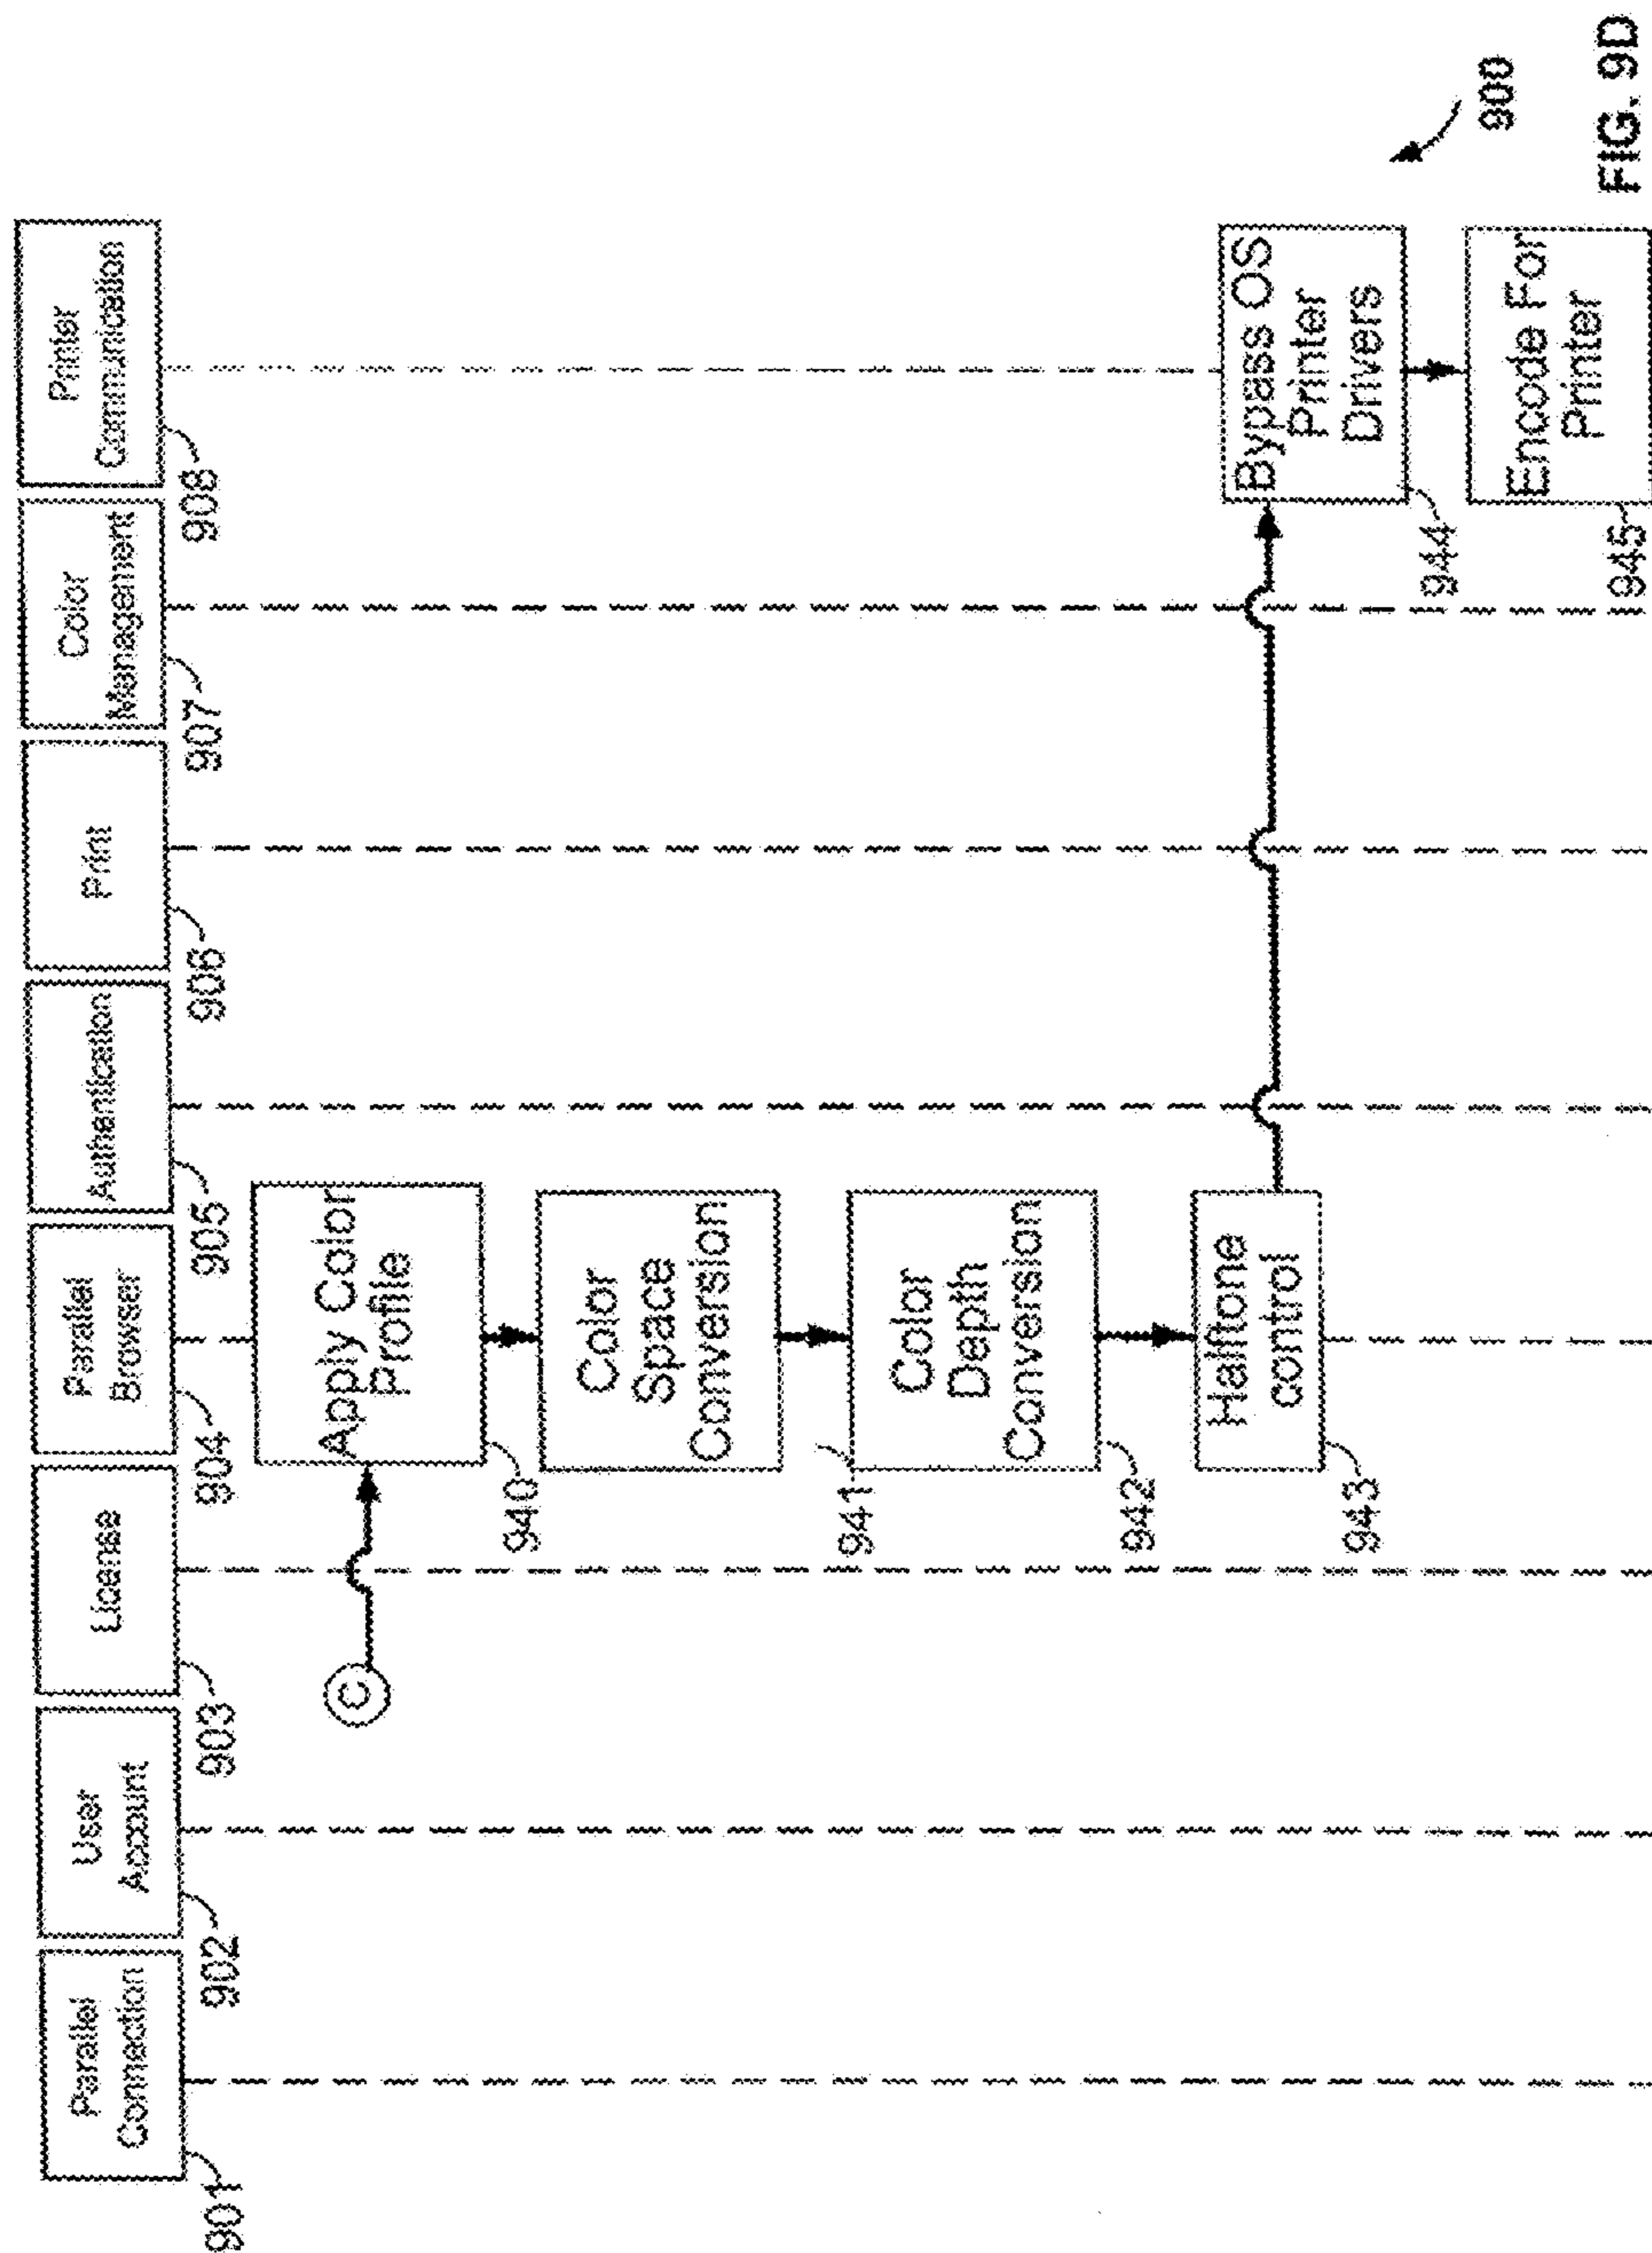 Parallel
Connection
901
User
Account
902
License
903
Parallel
Browser
904
Authentication
905
Print
906
Color
Management
907
Printer
Communication
908
C
Apply Color
Profile
940
Color
Space
Conversion
941
Color
Depth
Conversion
942
Halftone
control
943
Bypass OS
Printer
Drivers
944
Encode For
Printer
945
900
FIG. 9D